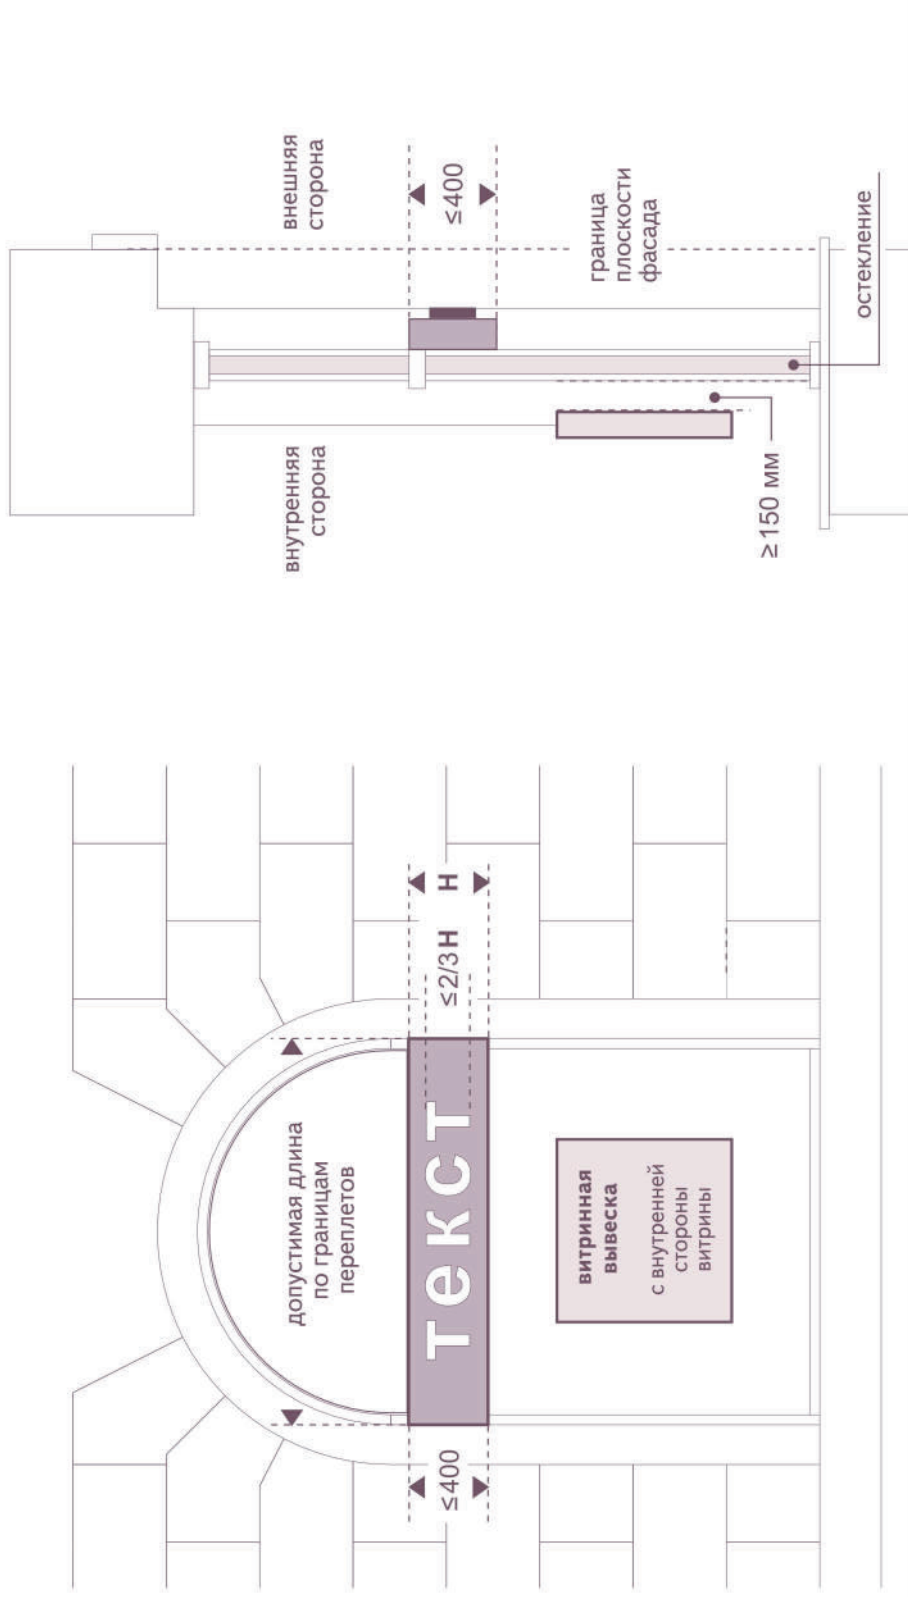 допустимая длина
по границам
переплетов
≤400
текст
≤2/3H
H
витринная
вывеска
с внутренней
стороны
витрины
внутренняя
сторона
внешняя
сторона
≤400
граница
плоскости
фасада
≥150 мм
остекление